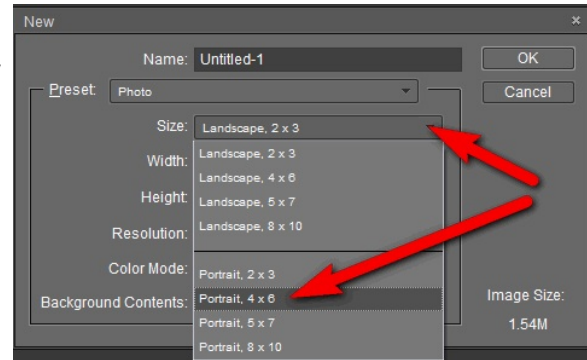 New x
Name: Untitled-1 OK
Preset: Photo Cancel
Size: Landscape, 2 x 3
Width: Landscape, 2 x 3
Landscape, 4 x 6
Height: Landscape, 5 x 7
Resolution: Landscape, 8 x 10
Color Mode: Portrait, 2 x 3
Background Contents: Portrait, 4 x 6 Image Size:
Portrait, 5 x 7 1.54M
Portrait, 8 x 10